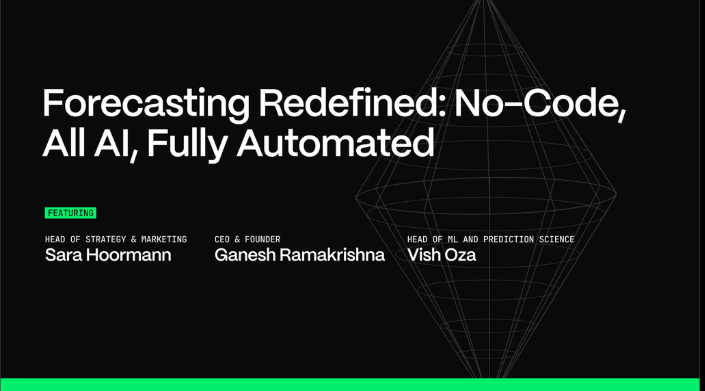 Forecasting Redefined: No-Code,
All AI, Fully Automated
FEATURING
HEAD OF STRATEGY & MARKETING
Sara Hoormann
CEO & FOUNDER
Ganesh Ramakrishna
HEAD OF ML AND PREDICTION SCIENCE
Vish Oza